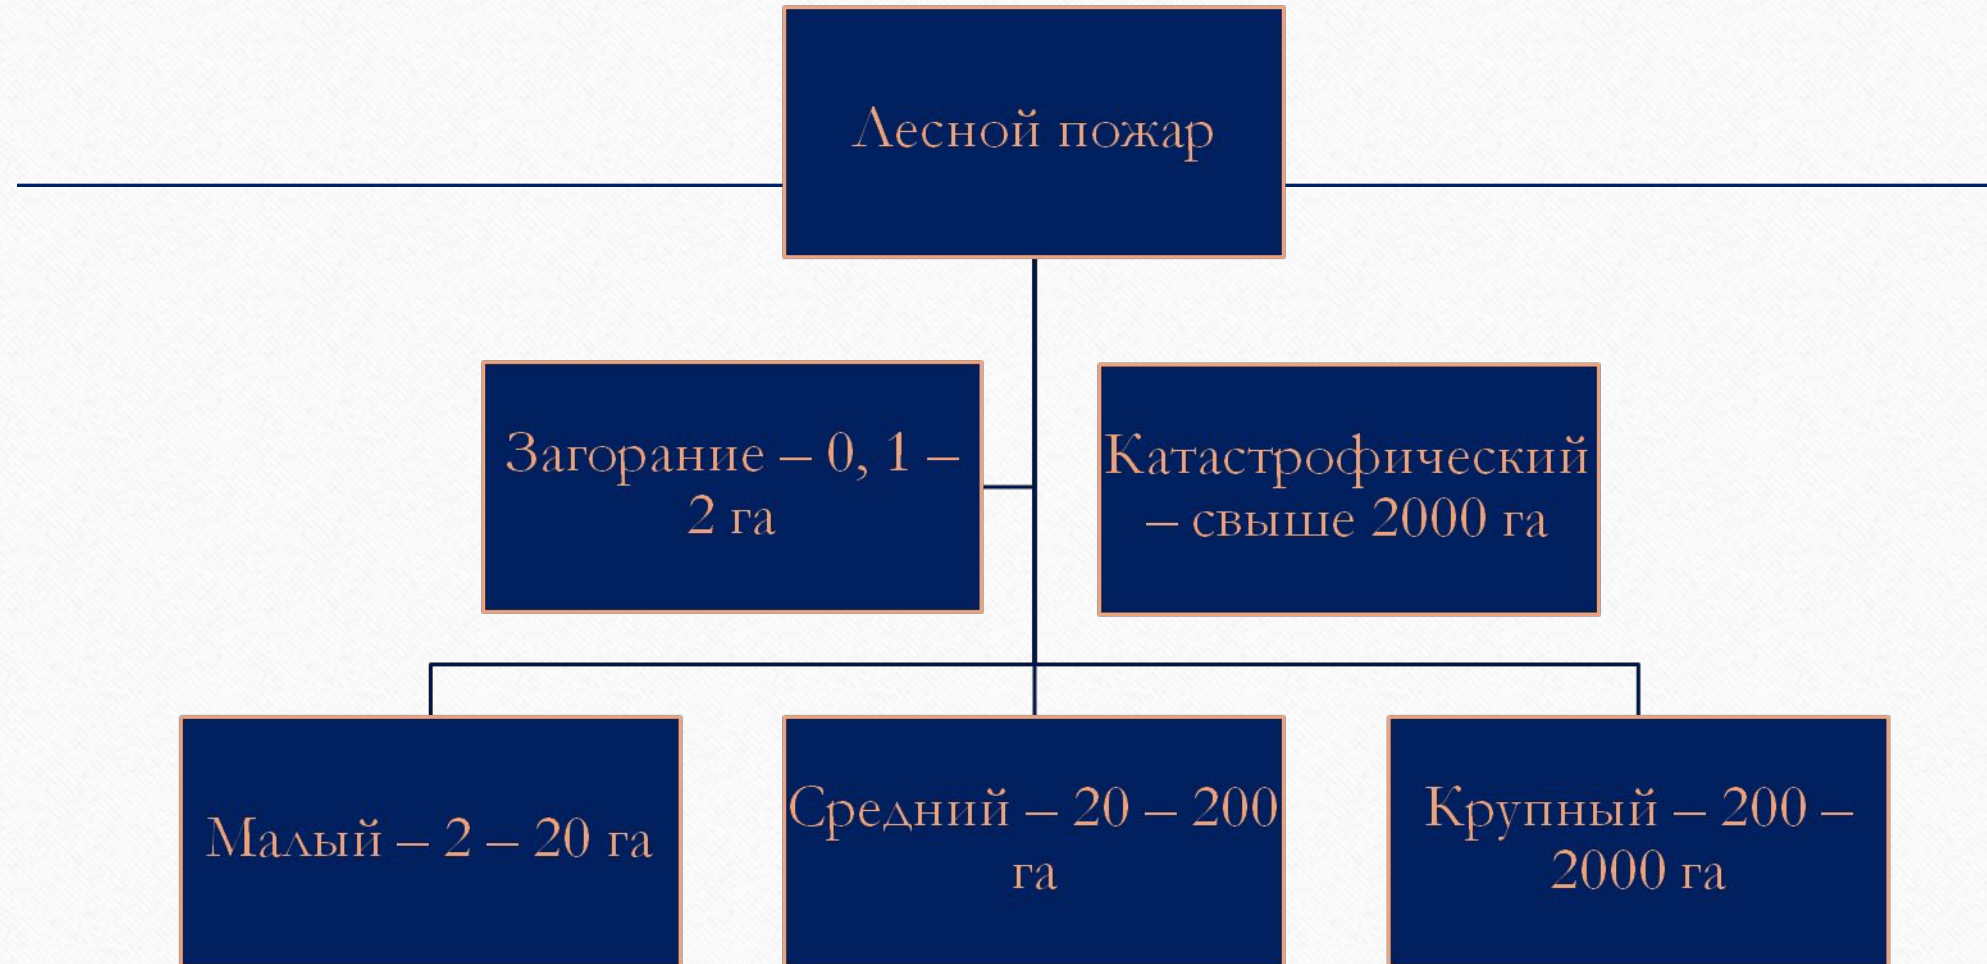 Лесной пожар
Загорание – 0, 1 –
2 га
Катастрофический
– свыше 2000 га
Малый – 2 – 20 га
Средний – 20 – 200
га
Крупный – 200 –
2000 га